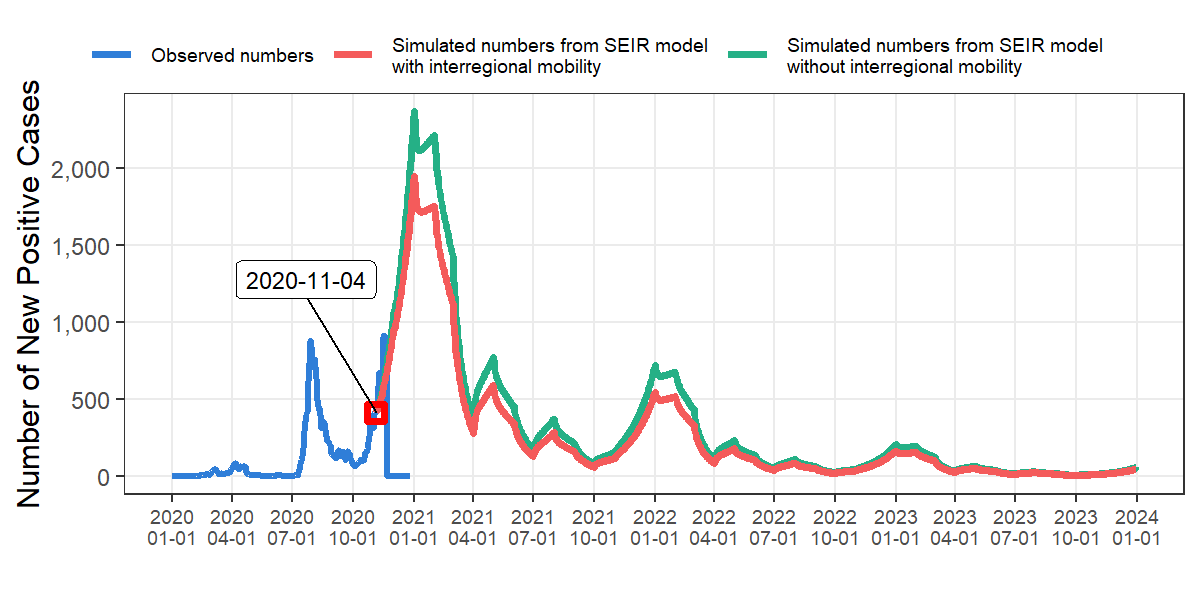 Observed numbers
Simulated numbers from SEIR model
with interregional mobility
Simulated numbers from SEIR model
without interregional mobility
Number of New Positive Cases
2,000
1,500
1,000
500
0
2020-11-04
2020 2020 2020 2020 2021 2021 2021 2021 2022 2022 2022 2022 2023 2023 2023 2023 2024
01-01 04-01 07-01 10-01 01-01 04-01 07-01 10-01 01-01 04-01 07-01 10-01 01-01 04-01 07-01 10-01 01-01